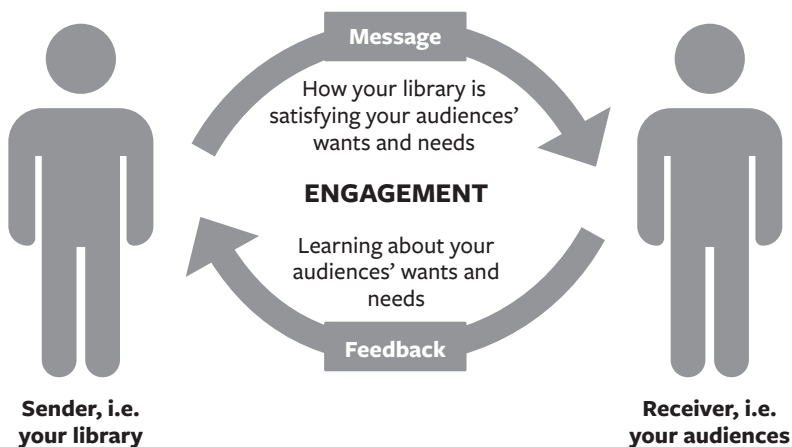 Message
How your library is
satisfying your audiences’
wants and needs
ENGAGEMENT
Learning about your
audiences’ wants and
needs
Feedback
Sender, i.e.
your library
Receiver, i.e.
your audiences